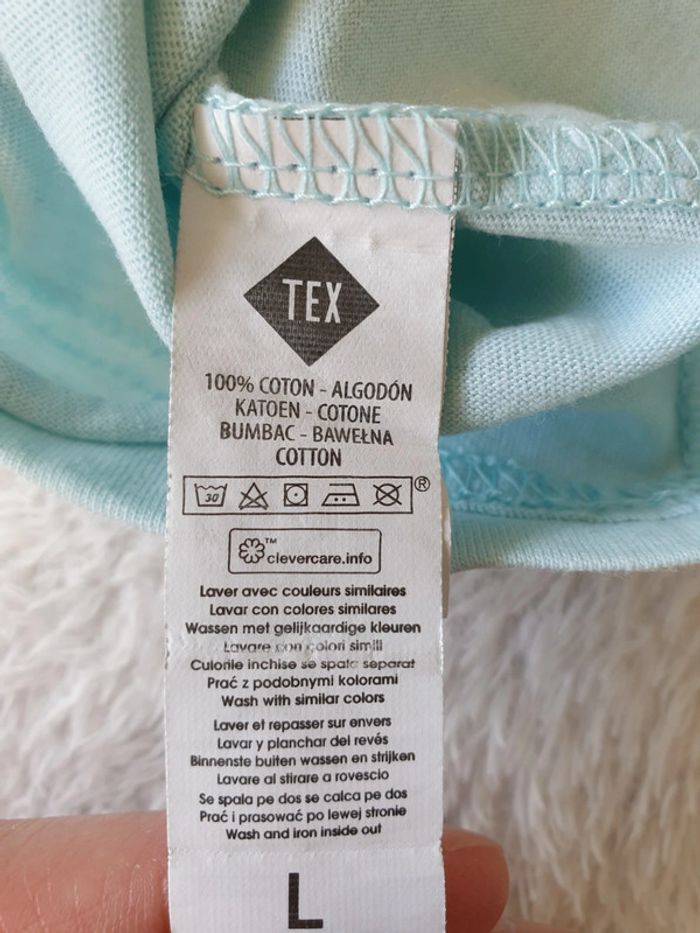 TEX
100% COTON - ALGODÓN
KATOEN - COTONE
BUMBAC - BAWEŁNA
COTTON
30
®
™
clevercare.info
Laver avec couleurs similaires
Lavar con colores similares
Wassen met gelijkaardige kleuren
Lavare con colori simili
Culorile inchise se spala separat
Prać z podobnymi kolorami
Wash with similar colors
Laver et repasser sur envers
Lavar y planchar del revés
Binnenste buiten wassen en strijken
Lavare al stirare a rovescio
Se spala pe dos se calca pe dos
Prać i prasować po lewej stronie
Wash and iron inside out
L